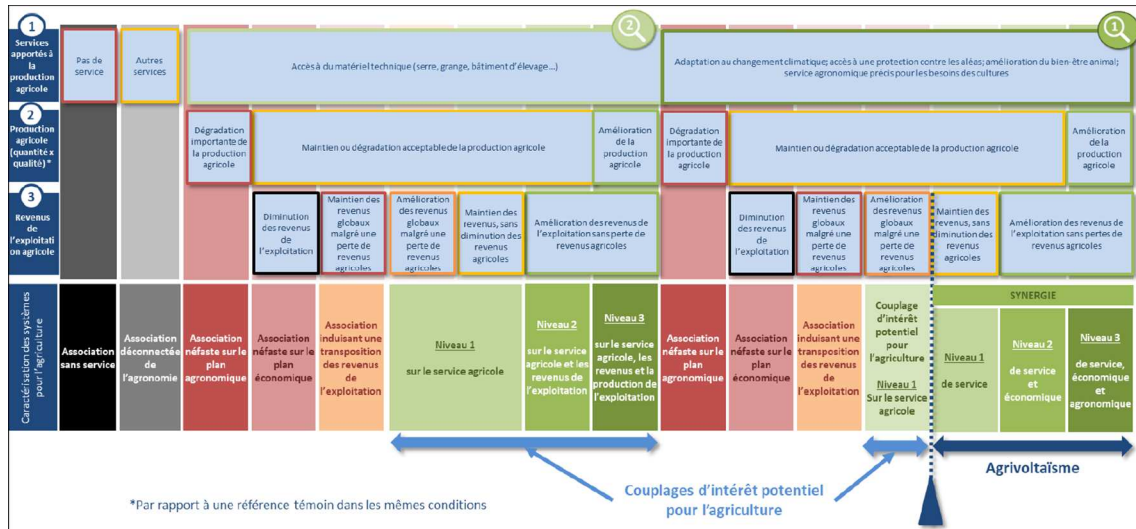 1
Services
apportés à
la
production
agricole
Pas de
service
Autres
services
Accès à du matériel technique (serre, grange, bâtiment d'élevage...)
2
Adaptation au changement climatique; accès à une protection contre les aléas; amélioration du bien-être animal;
service agronomique précis pour les besoins des cultures
1
2
Production
agricole
(quantité x
qualité)*
Dégradation
importante de
la production
agricole
Maintien ou dégradation acceptable de la production agricole
Amélioration
de la
production
agricole
Dégradation
importante de
la production
agricole
Maintien ou dégradation acceptable de la production agricole
Amélioration
de la
production
agricole
3
Revenus
de
l'exploitati
on agricole
Diminution
des revenus
de
l'exploitation
Maintien des
revenus
globaux
malgré une
perte de
revenus
agricoles
Amélioration
des revenus
globaux
malgré une
perte de
revenus
agricoles
Maintien des
revenus, sans
diminution des
revenus
agricoles
Amélioration des revenus de
l'exploitation sans perte de
revenus agricoles
Diminution
des revenus
de
l'exploitation
Maintien des
revenus
globaux
malgré une
perte de
revenus
agricoles
Amélioration
des revenus
globaux
malgré une
perte de
revenus
agricoles
Maintien des
revenus, sans
diminution des
revenus
agricoles
Amélioration des revenus de
l'exploitation sans pertes de
revenus agricoles
Caractérisation des systèmes
pour l'agriculture
Association
sans service
Association
déconnectée
de
l'agronomie
Association
néfaste sur le
plan
agronomique
Association
néfaste sur le
plan
économique
Association
induisant une
transposition
des revenus
de
l'exploitation
Niveau 1
sur le service agricole
Niveau 2
sur le service
agricole et les
revenus de
l'exploitation
Niveau 3
sur le service
agricole, les
revenus et la
production de
l'exploitation
Association
néfaste sur le
plan
agronomique
Association
néfaste sur le
plan
économique
Association
induisant une
transposition
des revenus
de
l'exploitation
Couplage
d'intérêt
potentiel
pour
l'agriculture
Niveau 1
Sur le service
agricole
SYNERGIE
Niveau 1
de service
Niveau 2
de service
et
économique
Niveau 3
de service,
économique
et
agronomique
Couplages d'intérêt potentiel
pour l'agriculture
Agrivoltaïsme
*Par rapport à une référence témoin dans les mêmes conditions